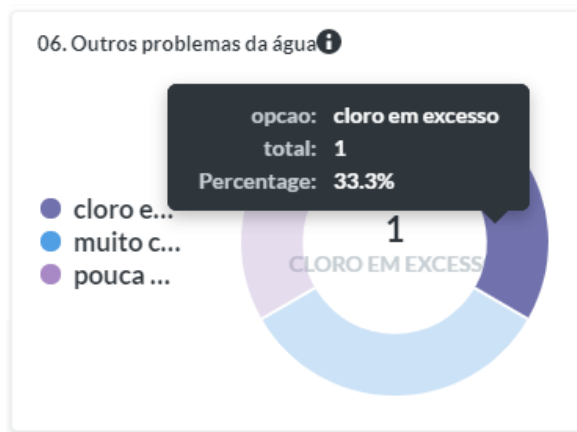 06. Outros problemas da água
opcao: cloro em excesso
total: 1
Percentage: 33.3%
cloro e...
muito c...
pouca ...
1
CLORO EM EXCESS